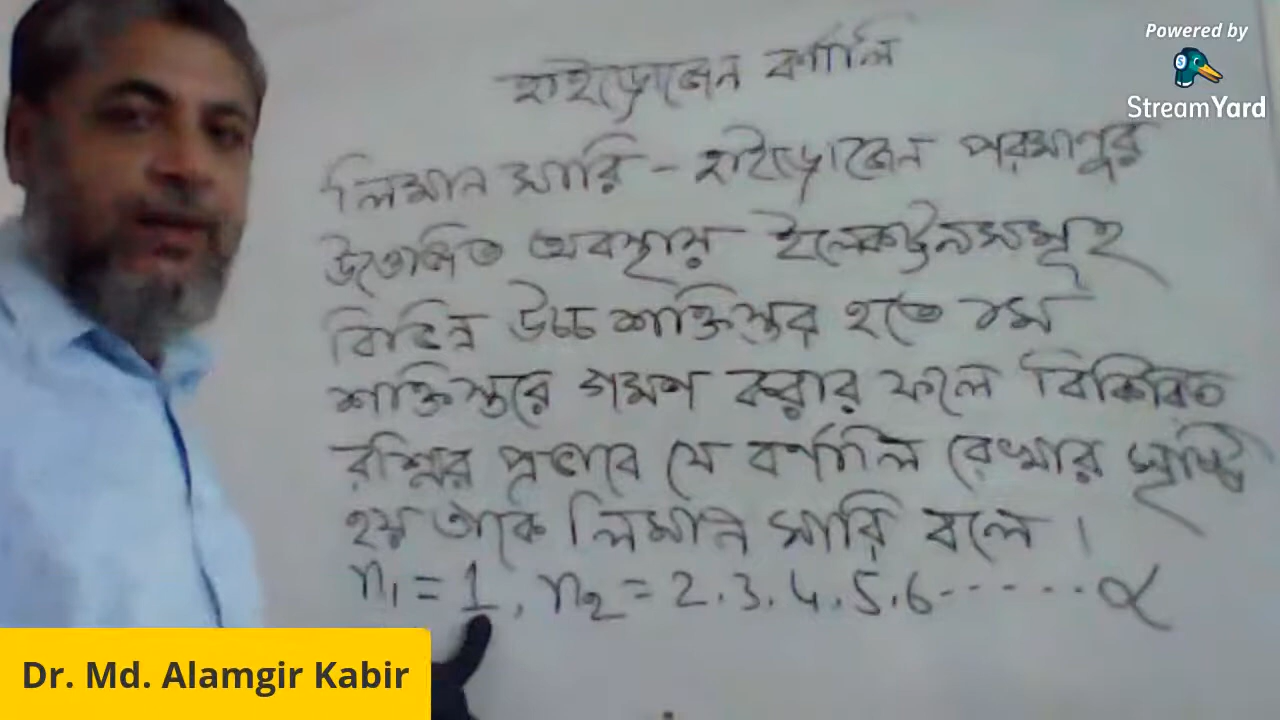 হাইড্রোজেন বর্ণালি
লিমান সারি - হাইড্রোজেন পরমাণুর
উত্তেজিত অবস্থায় ইলেকট্রনসমূহ
বিভিন্ন উচ্চ শক্তিস্তর হতে ১ম
শক্তিস্তরে গমণ করার ফলে বিকিরিত
রশ্মির প্রভাবে যে বর্ণালি রেখার সৃষ্টি
হয় তাকে লিমান সারি বলে।
n₁ = 1, n₂ = 2.3.4.5.6------α
Powered by
StreamYard
Dr. Md. Alamgir Kabir